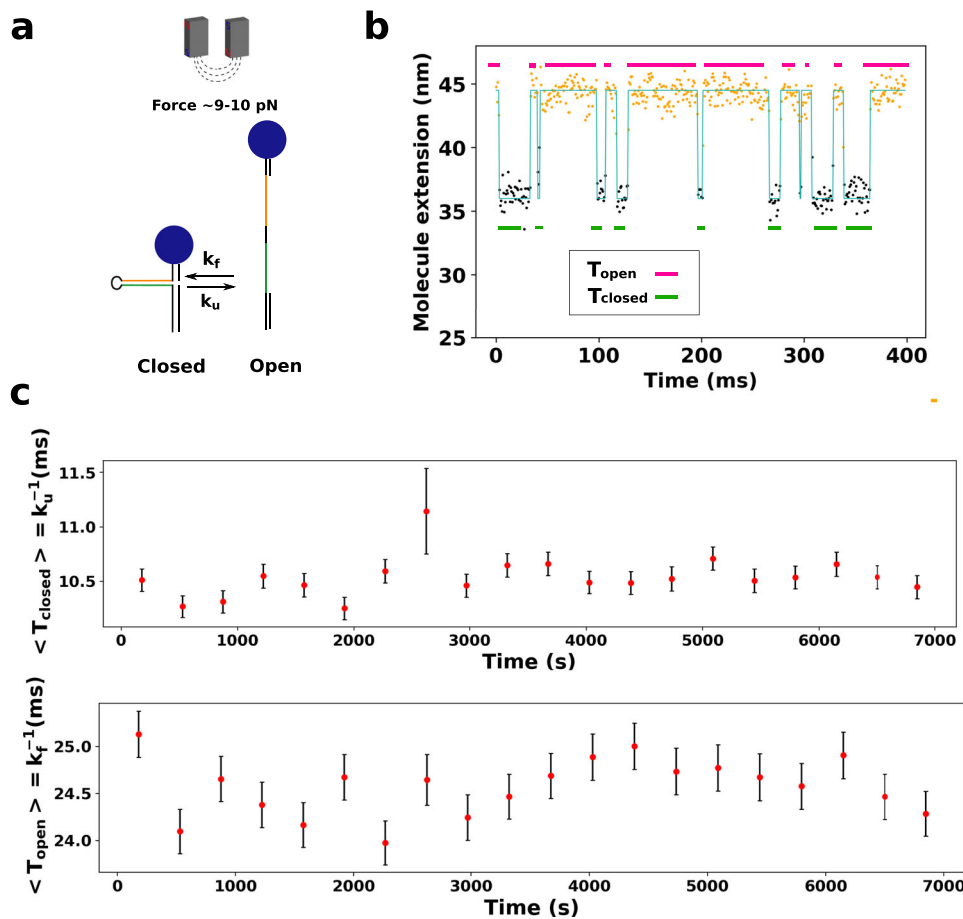 a
Force ~9-10 pN
k_f
k_u
Closed
Open
b
Molecule extension (nm)
45
40
35
30
25
T_open
T_closed
0
100
200
300
400
Time (ms)
c
< T_closed > = k_u^-1(ms)
11.5
11.0
10.5
0
1000
2000
3000
4000
5000
6000
7000
Time (s)
< T_open > = k_f^-1(ms)
25.0
24.5
24.0
0
1000
2000
3000
4000
5000
6000
7000
Time (s)